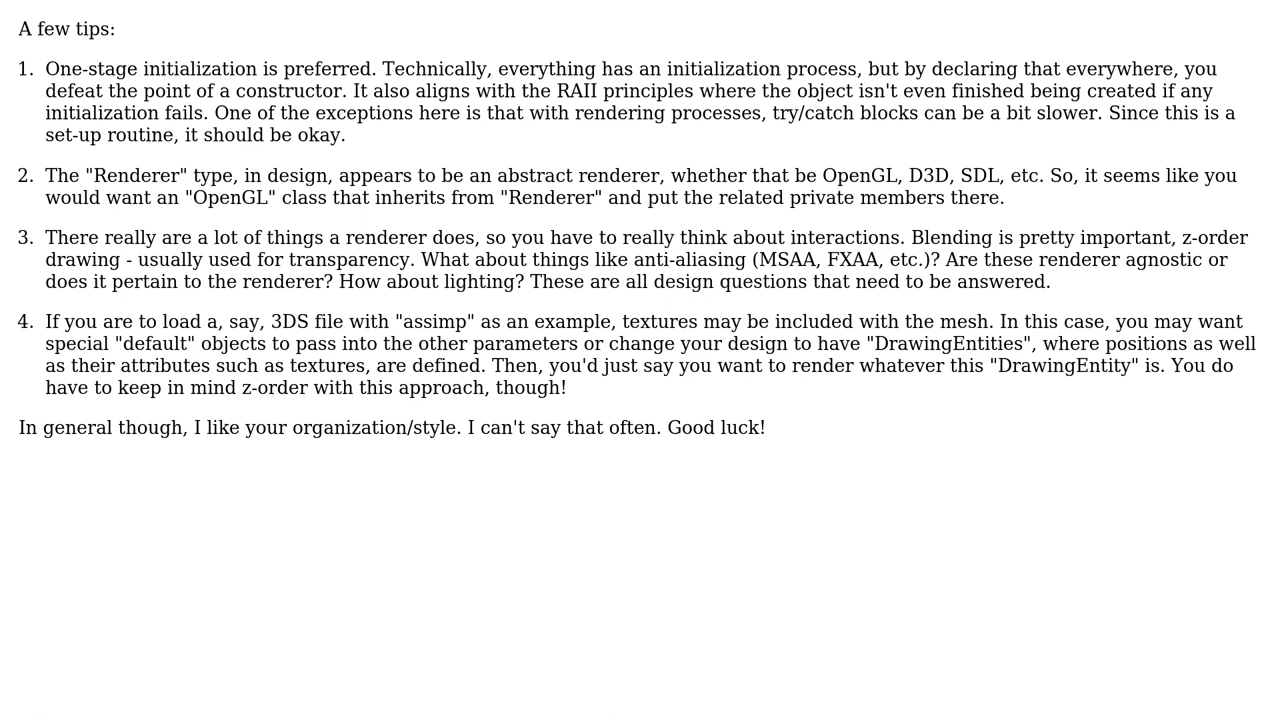 A few tips:
1. One-stage initialization is preferred. Technically, everything has an initialization process, but by declaring that everywhere, you
defeat the point of a constructor. It also aligns with the RAII principles where the object isn't even finished being created if any
initialization fails. One of the exceptions here is that with rendering processes, try/catch blocks can be a bit slower. Since this is a
set-up routine, it should be okay.
2. The "Renderer" type, in design, appears to be an abstract renderer, whether that be OpenGL, D3D, SDL, etc. So, it seems like you
would want an "OpenGL" class that inherits from "Renderer" and put the related private members there.
3. There really are a lot of things a renderer does, so you have to really think about interactions. Blending is pretty important, z-order
drawing - usually used for transparency. What about things like anti-aliasing (MSAA, FXAA, etc.)? Are these renderer agnostic or
does it pertain to the renderer? How about lighting? These are all design questions that need to be answered.
4. If you are to load a, say, 3DS file with "assimp" as an example, textures may be included with the mesh. In this case, you may want
special "default" objects to pass into the other parameters or change your design to have "DrawingEntities", where positions as well
as their attributes such as textures, are defined. Then, you'd just say you want to render whatever this "DrawingEntity" is. You do
have to keep in mind z-order with this approach, though!
In general though, I like your organization/style. I can't say that often. Good luck!